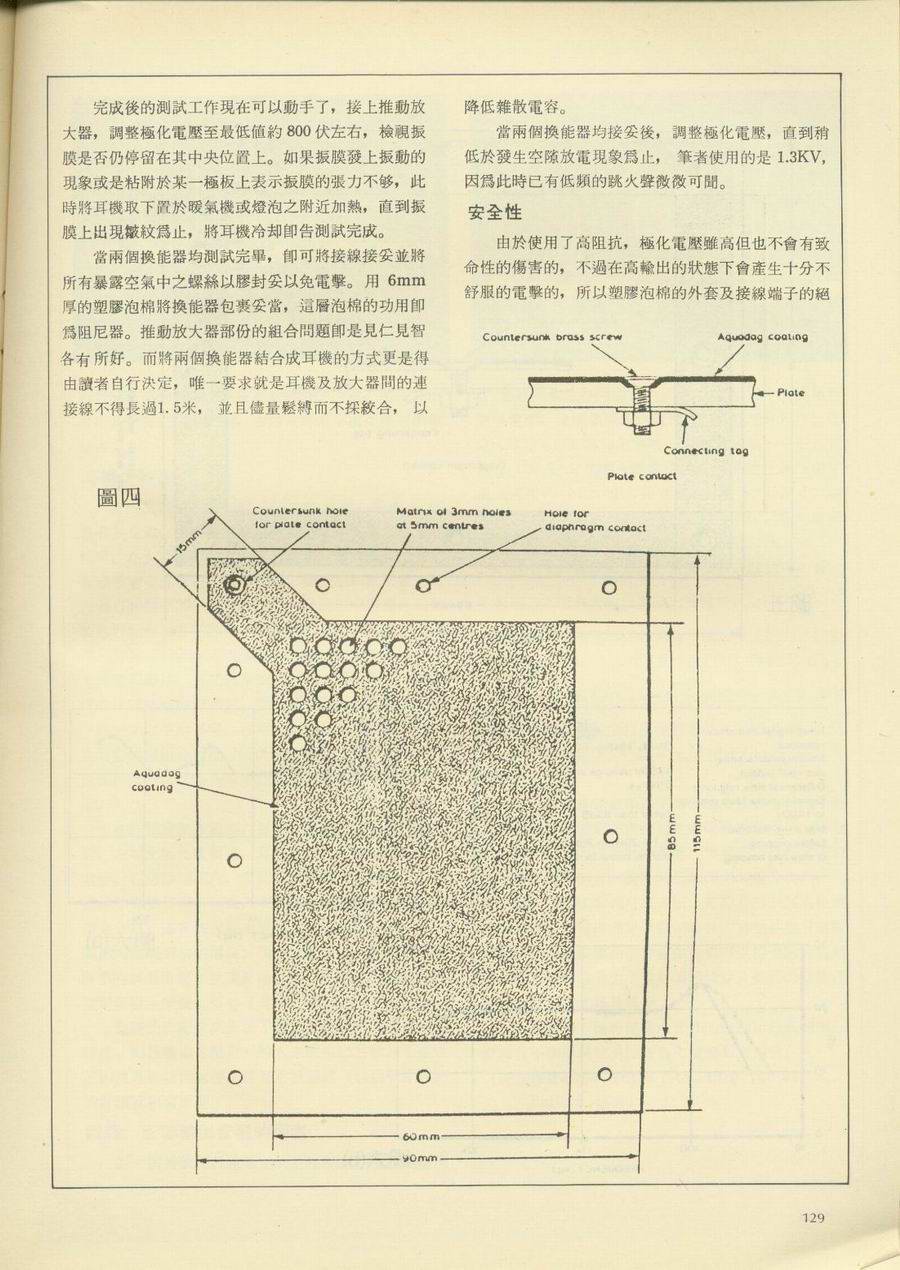 完成後的測試工作現在可以動手了，接上推動放
大器，調整極化電壓至最低值約 800 伏左右，檢視振
膜是否仍停留在其中央位置上。如果振膜發上振動的
現象或是粘附於某一極板上表示振膜的張力不够，此
時將耳機取下置於暖氣機或燈泡之附近加熱，直到振
膜上出現皺紋爲止，將耳機冷却卽告測試完成。
當兩個換能器均測試完畢，卽可將接線接妥並將
所有暴露空氣中之螺絲以膠封妥以免電擊。用 6mm
厚的塑膠泡棉將換能器包裹妥當，這層泡棉的功用卽
爲阻尼器。推動放大器部份的組合問題卽是見仁見智
各有所好。而將兩個換能器結合成耳機的方式更是得
由讀者自行決定，唯一要求就是耳機及放大器間的連
接線不得長過1.5米，並且儘量鬆縛而不採絞合，以
降低雜散電容。
當兩個換能器均接妥後，調整極化電壓，直到稍
低於發生空隙放電現象爲止，筆者使用的是 1.3KV,
因爲此時已有低頻的跳火聲微微可聞。
安全性
由於使用了高阻抗，極化電壓雖高但也不會有致
命性的傷害的，不過在高輸出的狀態下會產生十分不
舒服的電擊的，所以塑膠泡棉的外套及接線端子的絕
Countersunk brass screw
Aquadag coating
Plate
Connecting tag
Plate contact
圖四
Countersunk hole
for plate contact
Matrix of 3mm holes
at 5mm centres
Hole for
diaphragm contact
15mm
Aquadag
coating
85mm
115mm
60mm
90mm
129